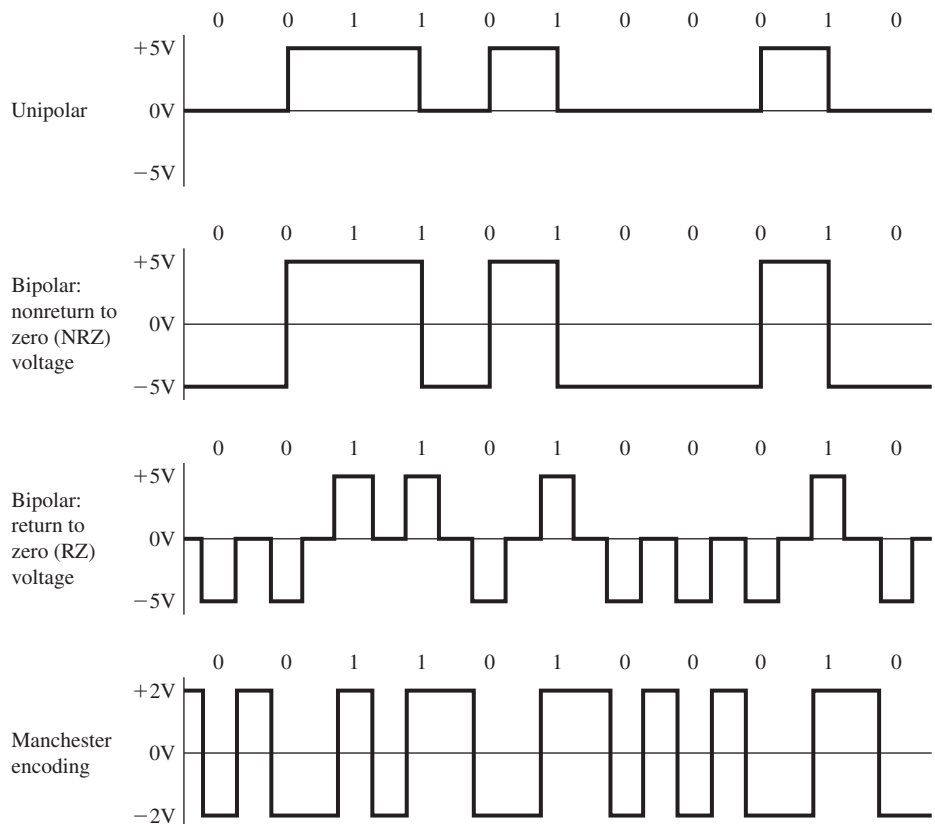 0 0 1 1 0 1 0 0 0 1 0
+5V
Unipolar 0V
−5V
0 0 1 1 0 1 0 0 0 1 0
+5V
Bipolar:
nonreturn to
zero (NRZ) 0V
voltage
−5V
0 0 1 1 0 1 0 0 0 1 0
+5V
Bipolar:
return to
zero (RZ) 0V
voltage
−5V
0 0 1 1 0 1 0 0 0 1 0
+2V
Manchester 0V
encoding
−2V